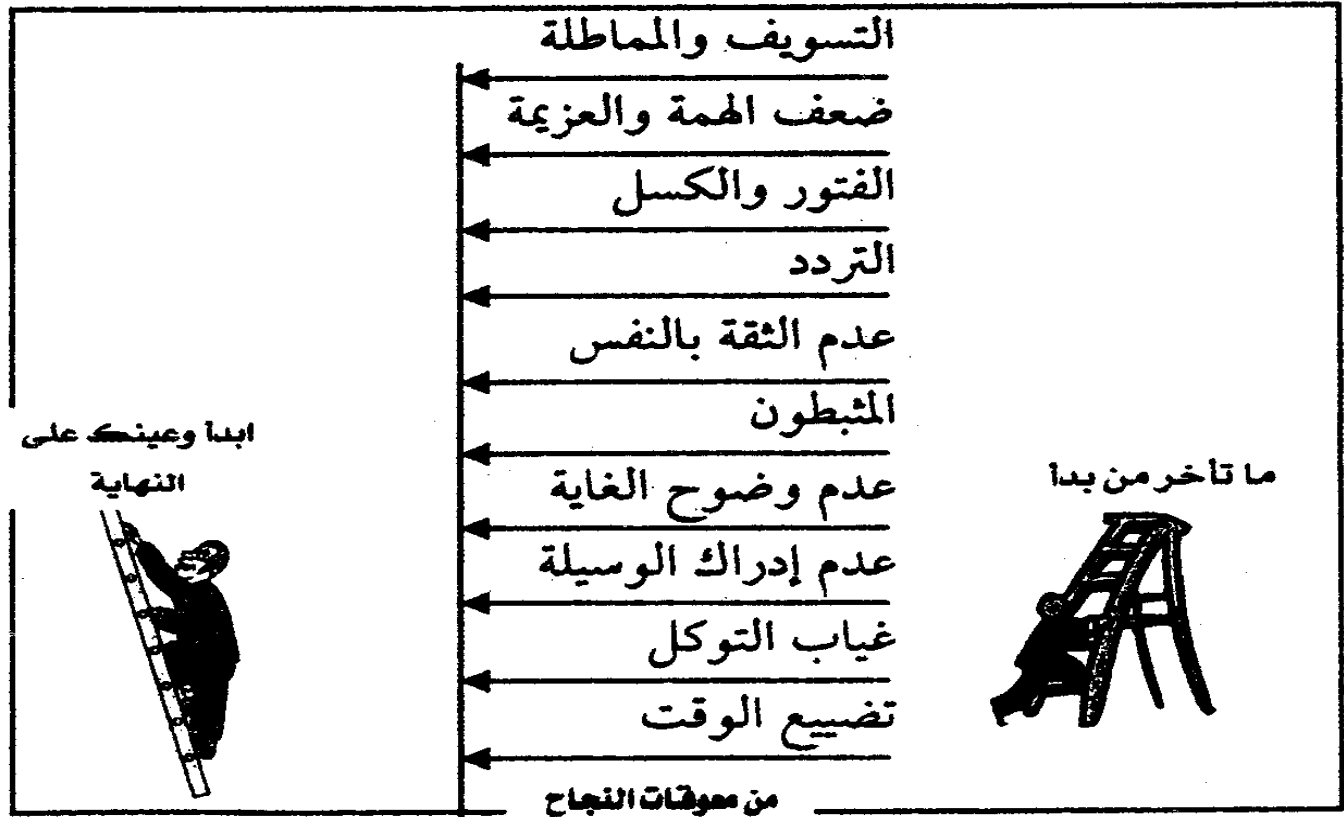 التسويف والمماطلة
ضعف الهمة والعزيمة
الفتور والكسل
التردد
عدم الثقة بالنفس
المثبطون
عدم وضوح الغاية
عدم إدراك الوسيلة
غياب التوكل
تضييع الوقت
من معوقات النجاح
ما تأخر من بدأ
ابدأ وعينك على
النهاية